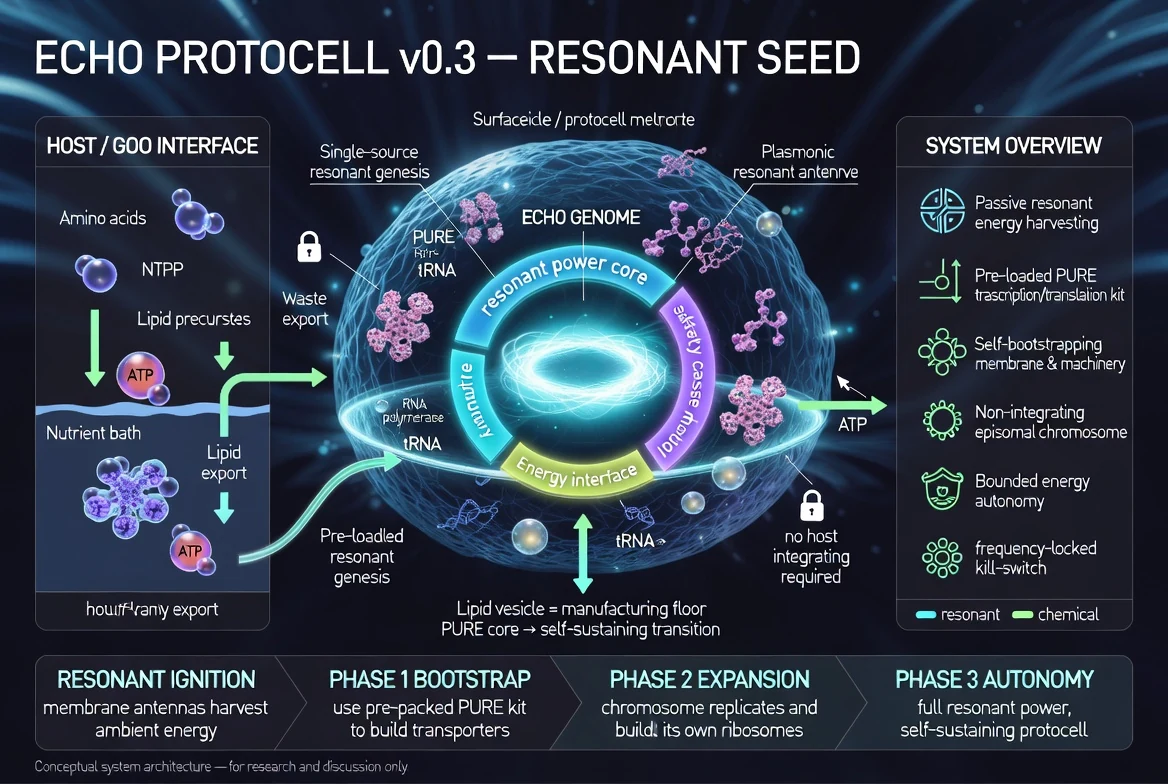 ECHO PROTOCELL v0.3 — RESONANT SEED
HOST / GOO INTERFACE
Amino acids
NTPP
Lipid precurstes
ATP
Nutrient bath
Lipid
export
ATP
export
Surfaceicle / protocell
Single-source
resonant genesis
Plasmonic
resonant antenrve
ECHO GENOME
PURE
tRNA
Waste
export
resonant power core
Energy interface
RNA
polymerase
tRNA
ATP
Pre-loadled
resonant
genesis
tRNA
no host
integrating
required
Lipid vesicle = manufacturing floor
PURE core → self-sustaining transition
SYSTEM OVERVIEW
Passive resonant
energy harvesting
Pre-loaded PURE
trascription/translation kit
Self-bootstrapping
membrane & machinery
Non-integrating
episomal chromosome
Bounded energy
autonomy
frequency-locked
kill-switch
resonant
chemical
RESONANT IGNITION
membrane antennas harvest
ambient energy
PHASE 1 BOOTSTRAP
use pre-packed PURE kit
to build transporters
PHASE 2 EXPANSION
chromosome replicates and
build its own ribosomes
PHASE 3 AUTONOMY
full resonant power,
self-sustaining protocell
Conceptual system architecture — for research and discussion only